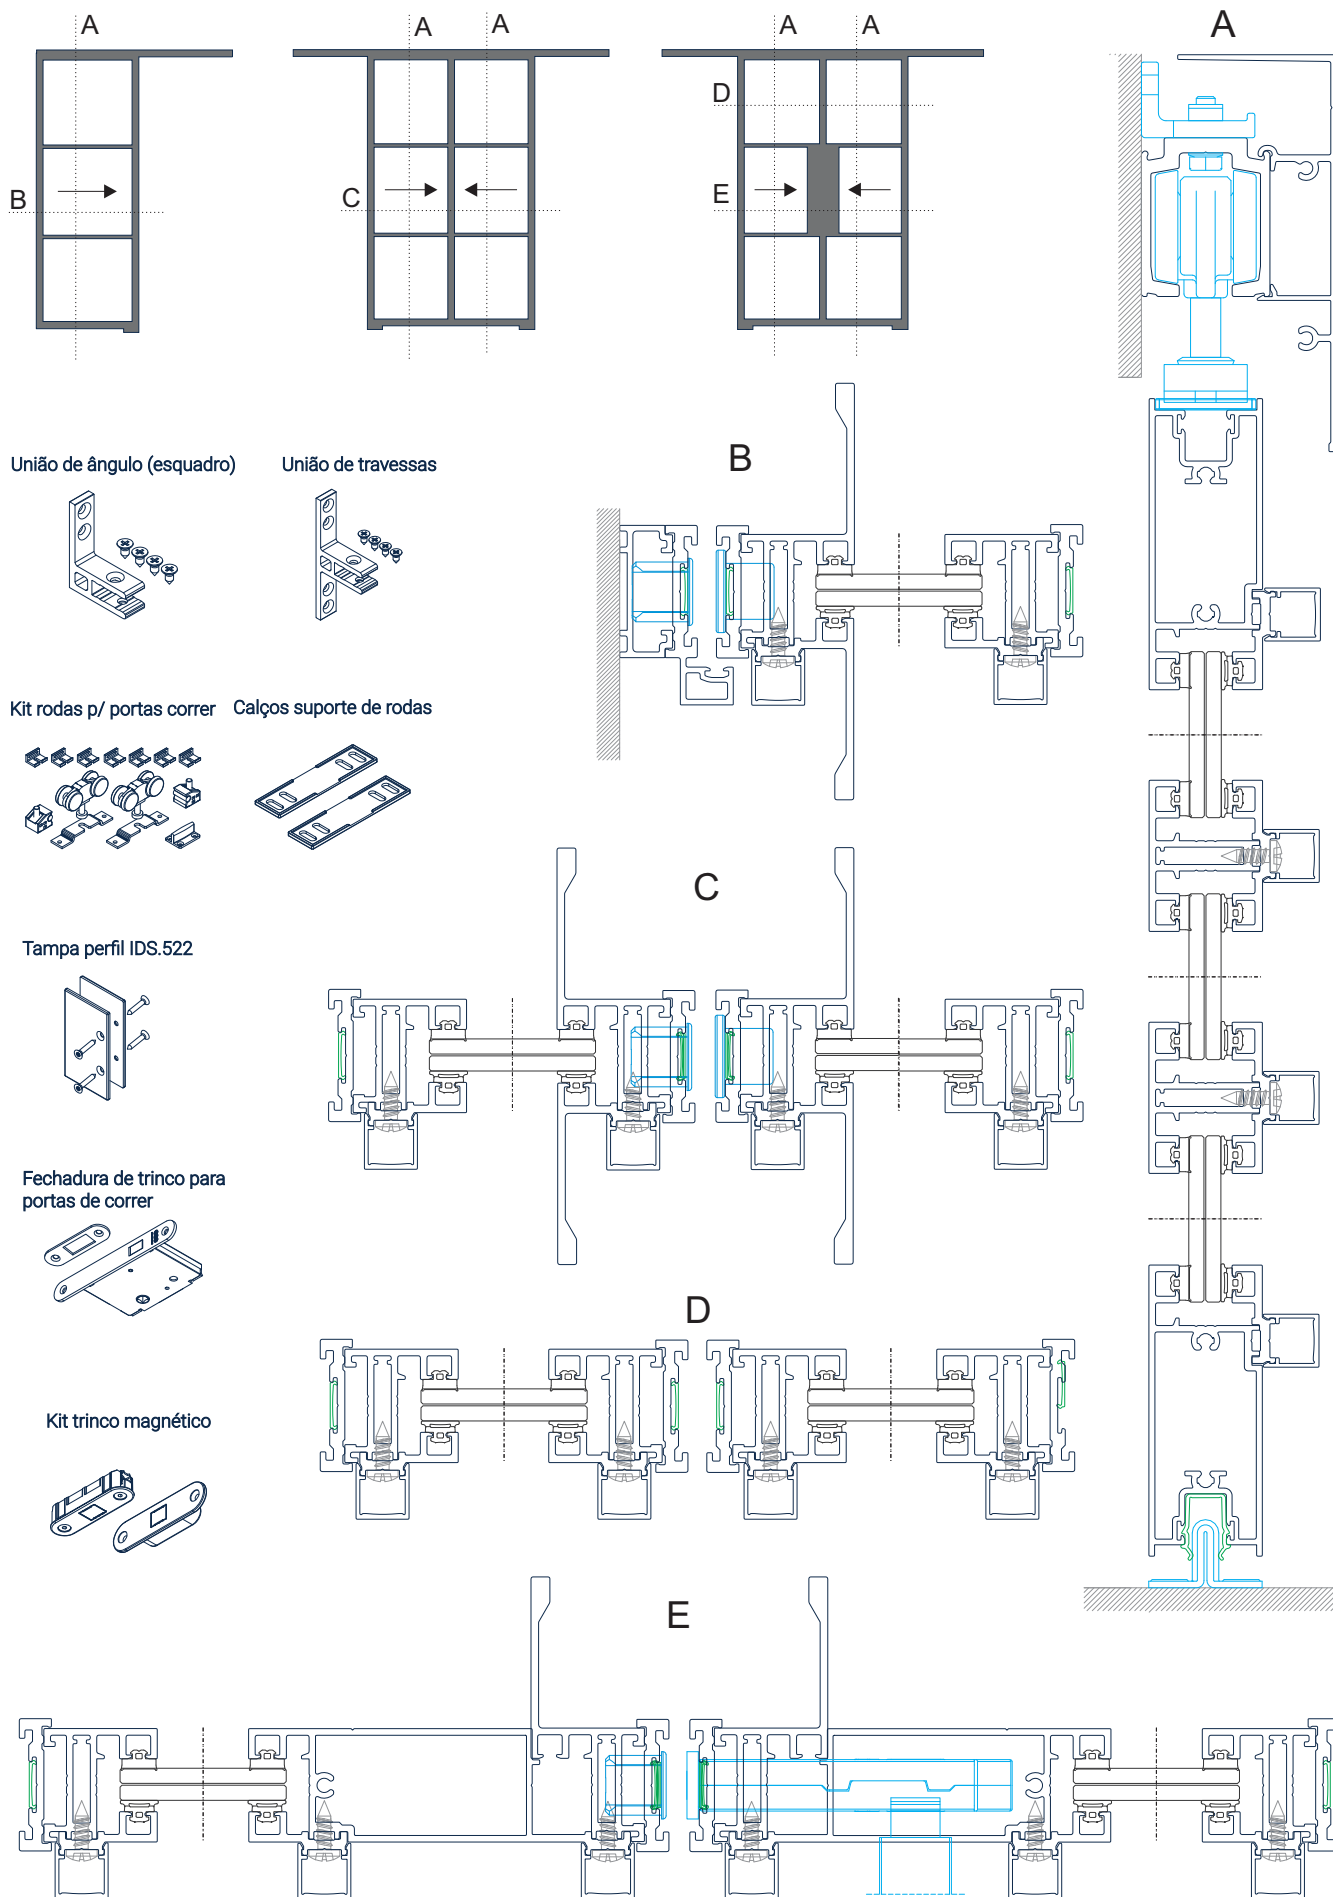 A
A
A
A
A
A
D
B
C
E
B
União de ângulo (esquadro)
União de travessas
Kit rodas p/ portas correr
Calços suporte de rodas
C
Tampa perfil IDS.522
Fechadura de trinco para
portas de correr
D
Kit trinco magnético
E